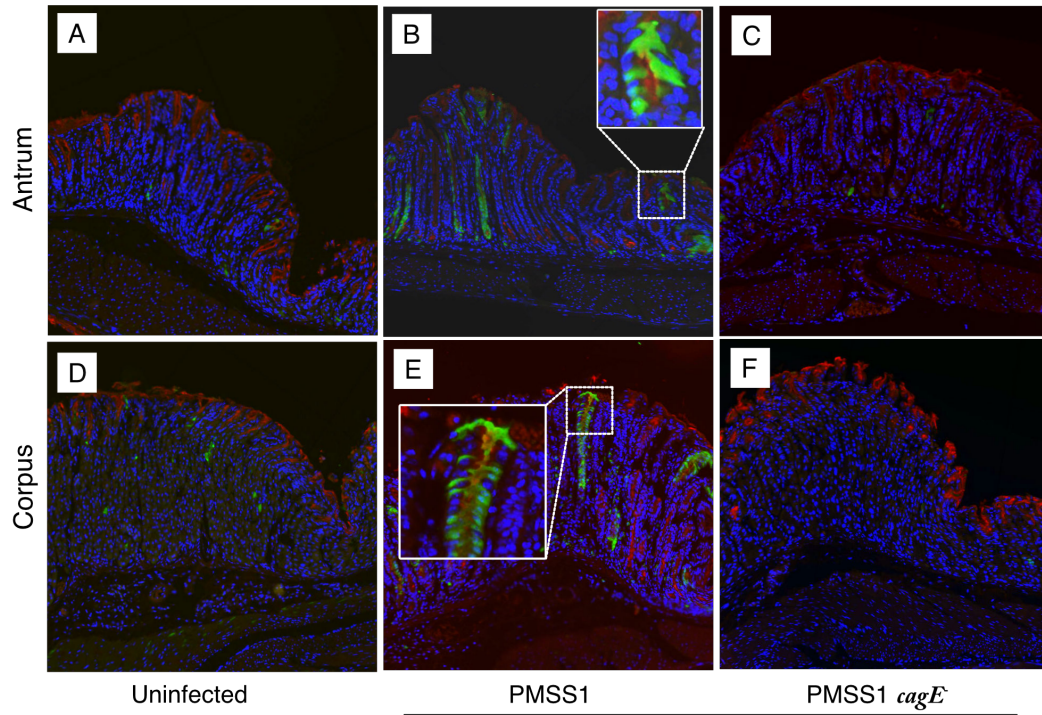 A
B
C
Antrum
D
E
F
Corpus
Uninfected
PMSS1
PMSS1 cagE-